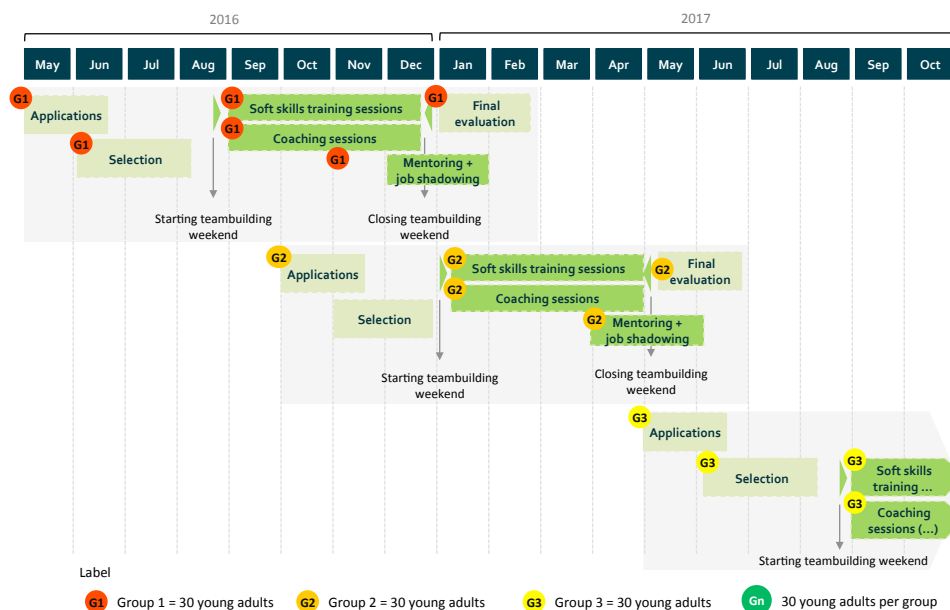 2016
2017
May
Jun
Jul
Aug
Sep
Oct
Nov
Dec
Jan
Feb
Mar
Apr
May
Jun
Jul
Aug
Sep
Oct
G1
Applications
G1
Selection
G1
Soft skills training sessions
G1
Coaching sessions
G1
Mentoring +
job shadowing
G1
Final
evaluation
Starting teambuilding
weekend
Closing teambuilding
weekend
G2
Applications
Selection
G2
Soft skills training sessions
G2
Coaching sessions
G2
Mentoring +
job shadowing
G2
Final
evaluation
Starting teambuilding
weekend
Closing teambuilding
weekend
G3
Applications
G3
Selection
G3
Soft skills
training ...
G3
Coaching
sessions (...)
Starting teambuilding weekend
Label
G1 Group 1 = 30 young adults
G2 Group 2 = 30 young adults
G3 Group 3 = 30 young adults
Gn 30 young adults per group